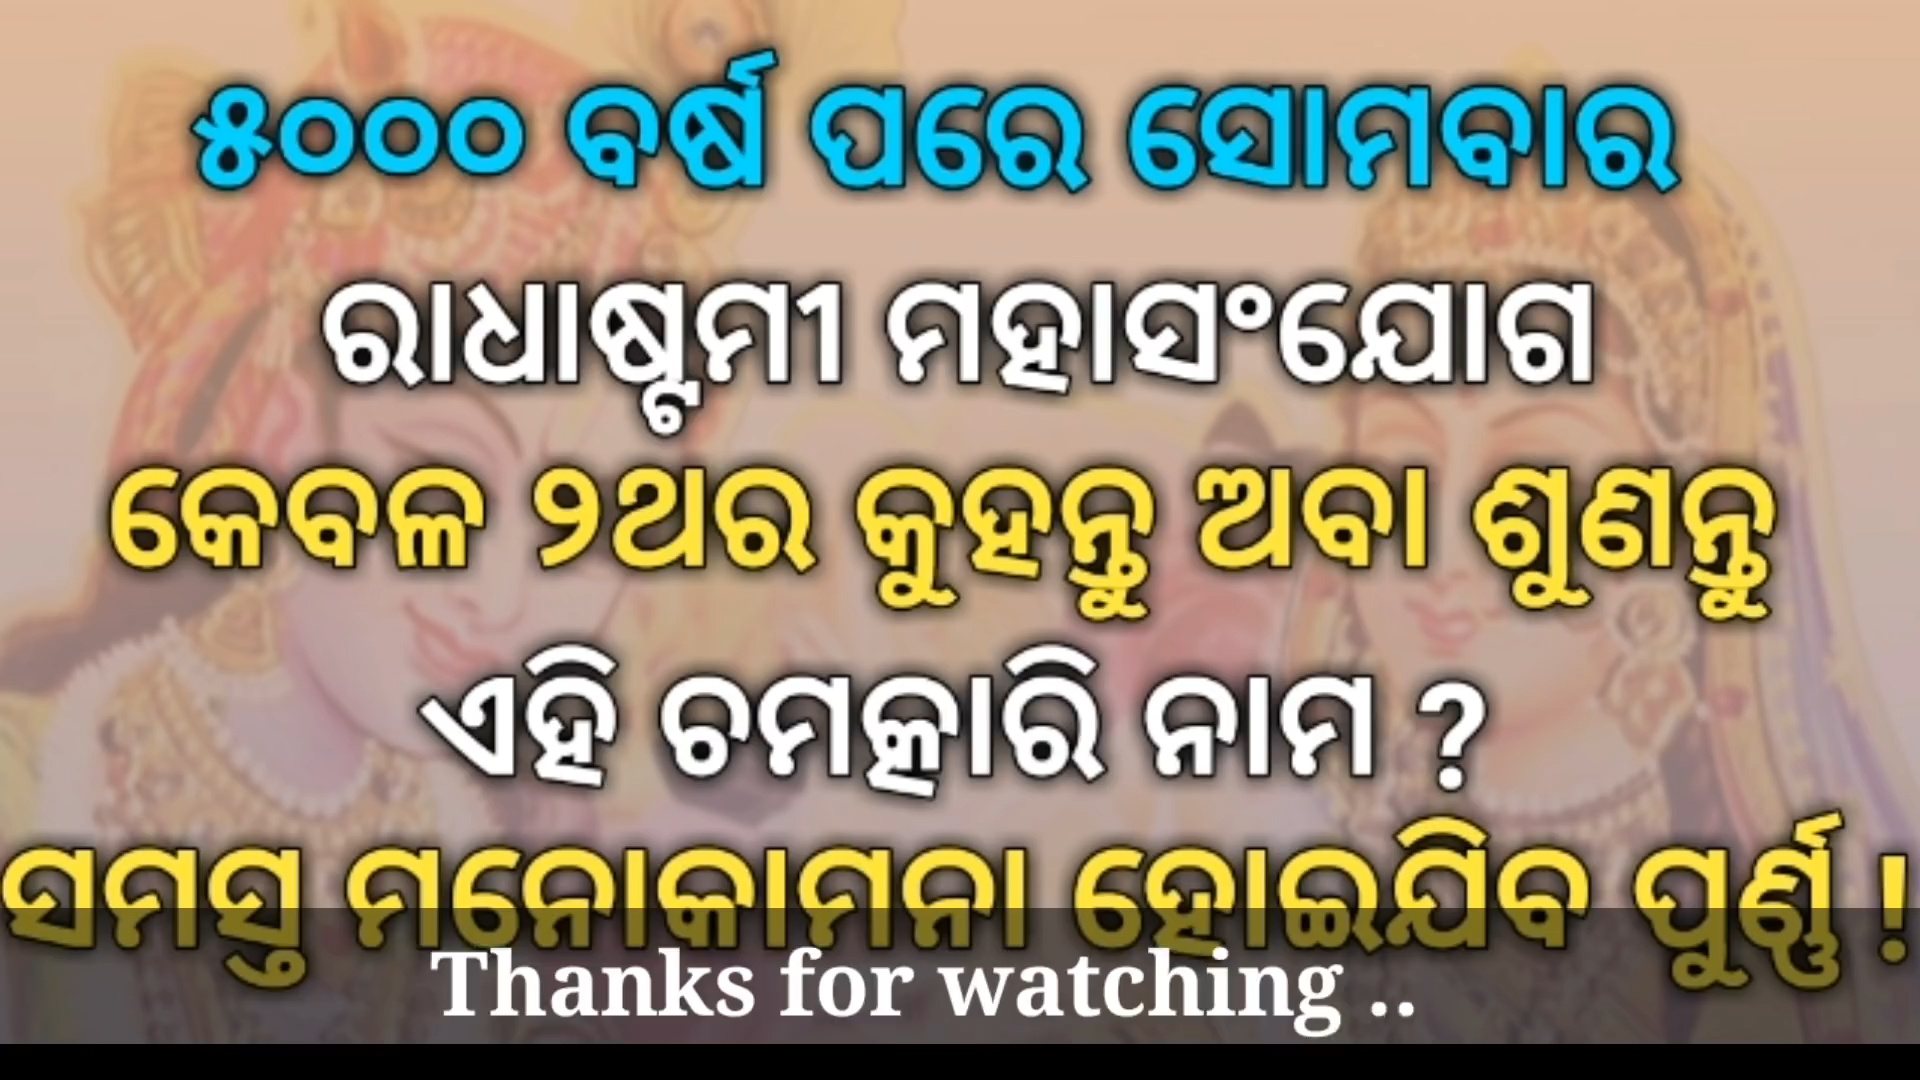 ୫୦୦୦ ବର୍ଷ ପରେ ସୋମବାର
ରାଧାଷ୍ଟମୀ ମହାସଂଯୋଗ
କେବଳ ୨ଥର କୁହନ୍ତୁ ଅବା ଶୁଣନ୍ତୁ
ଏହି ଚମତ୍କାରି ନାମ ?
ସମସ୍ତ ମନୋକାମନା ହୋଇଯିବ ପୁର୍ଣ୍ଣ !
Thanks for watching ..